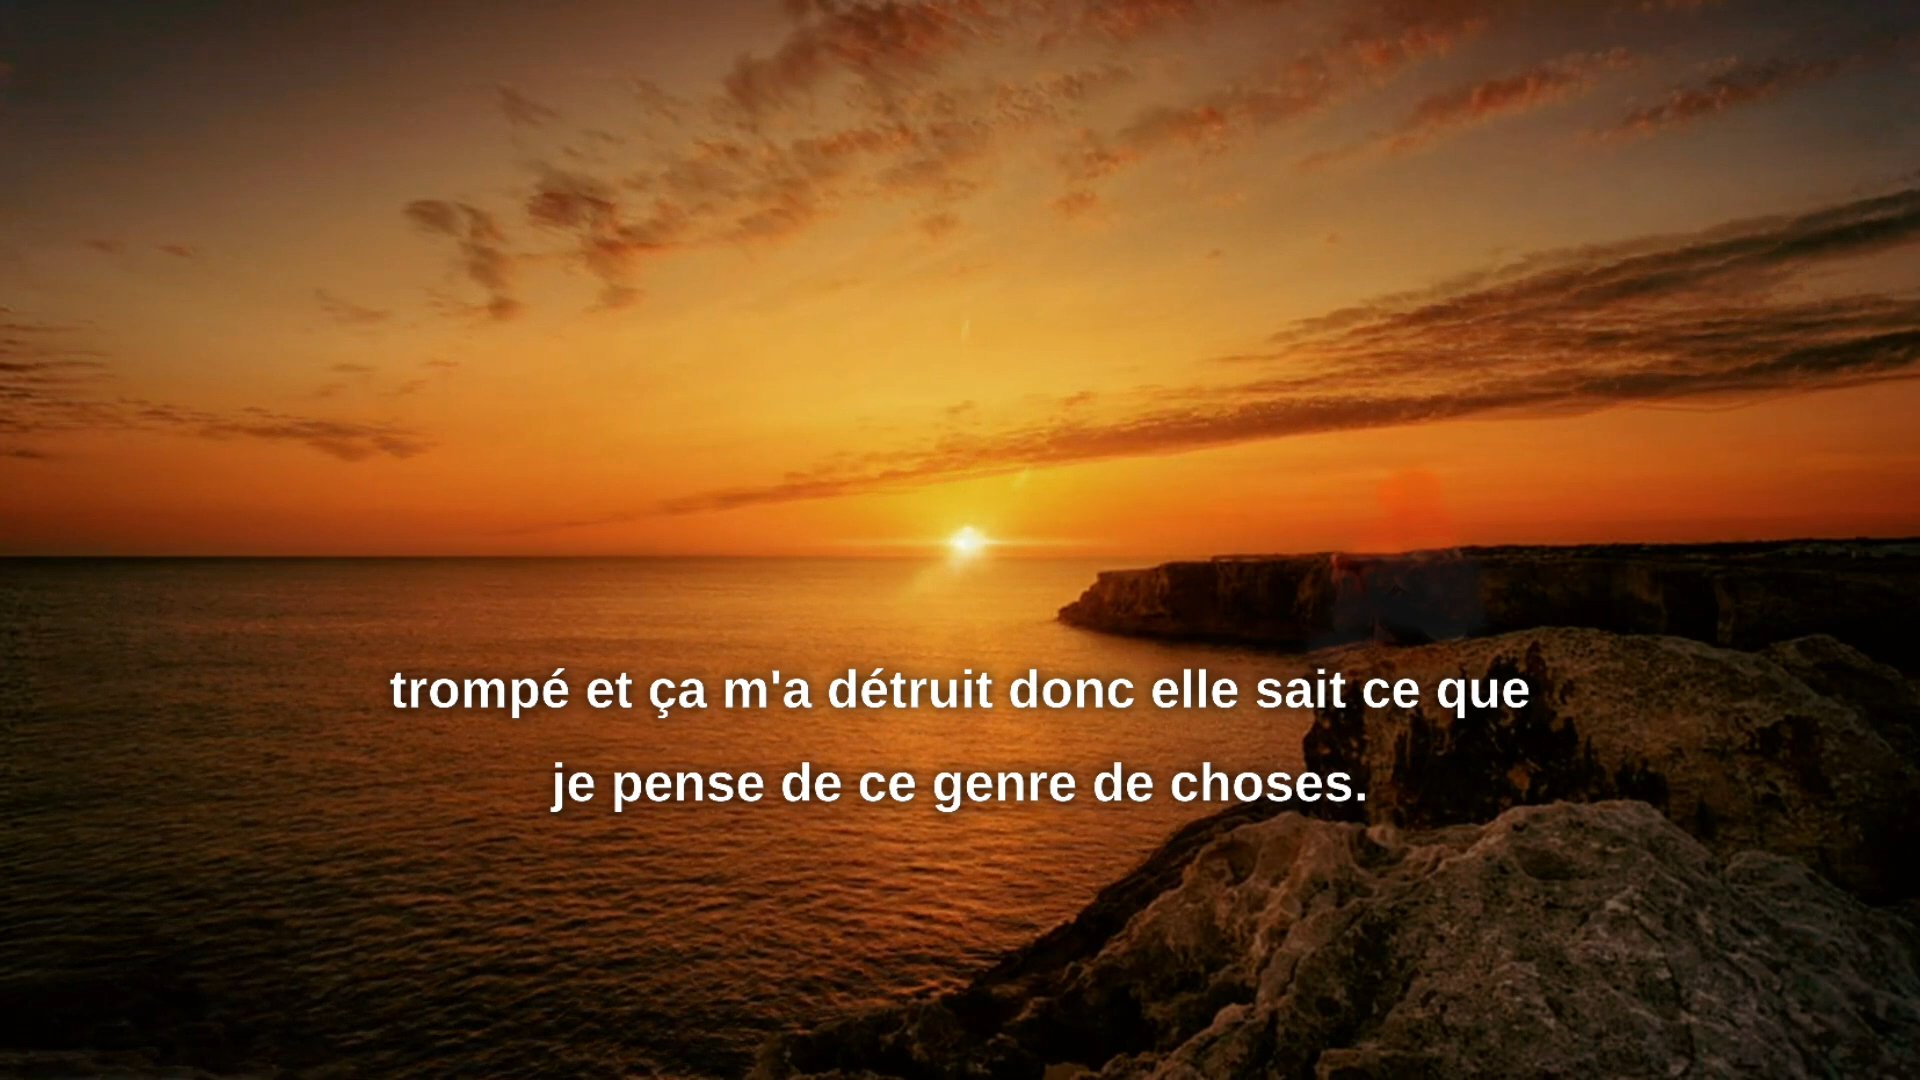 trompé et ça m'a détruit donc elle sait ce que
je pense de ce genre de choses.